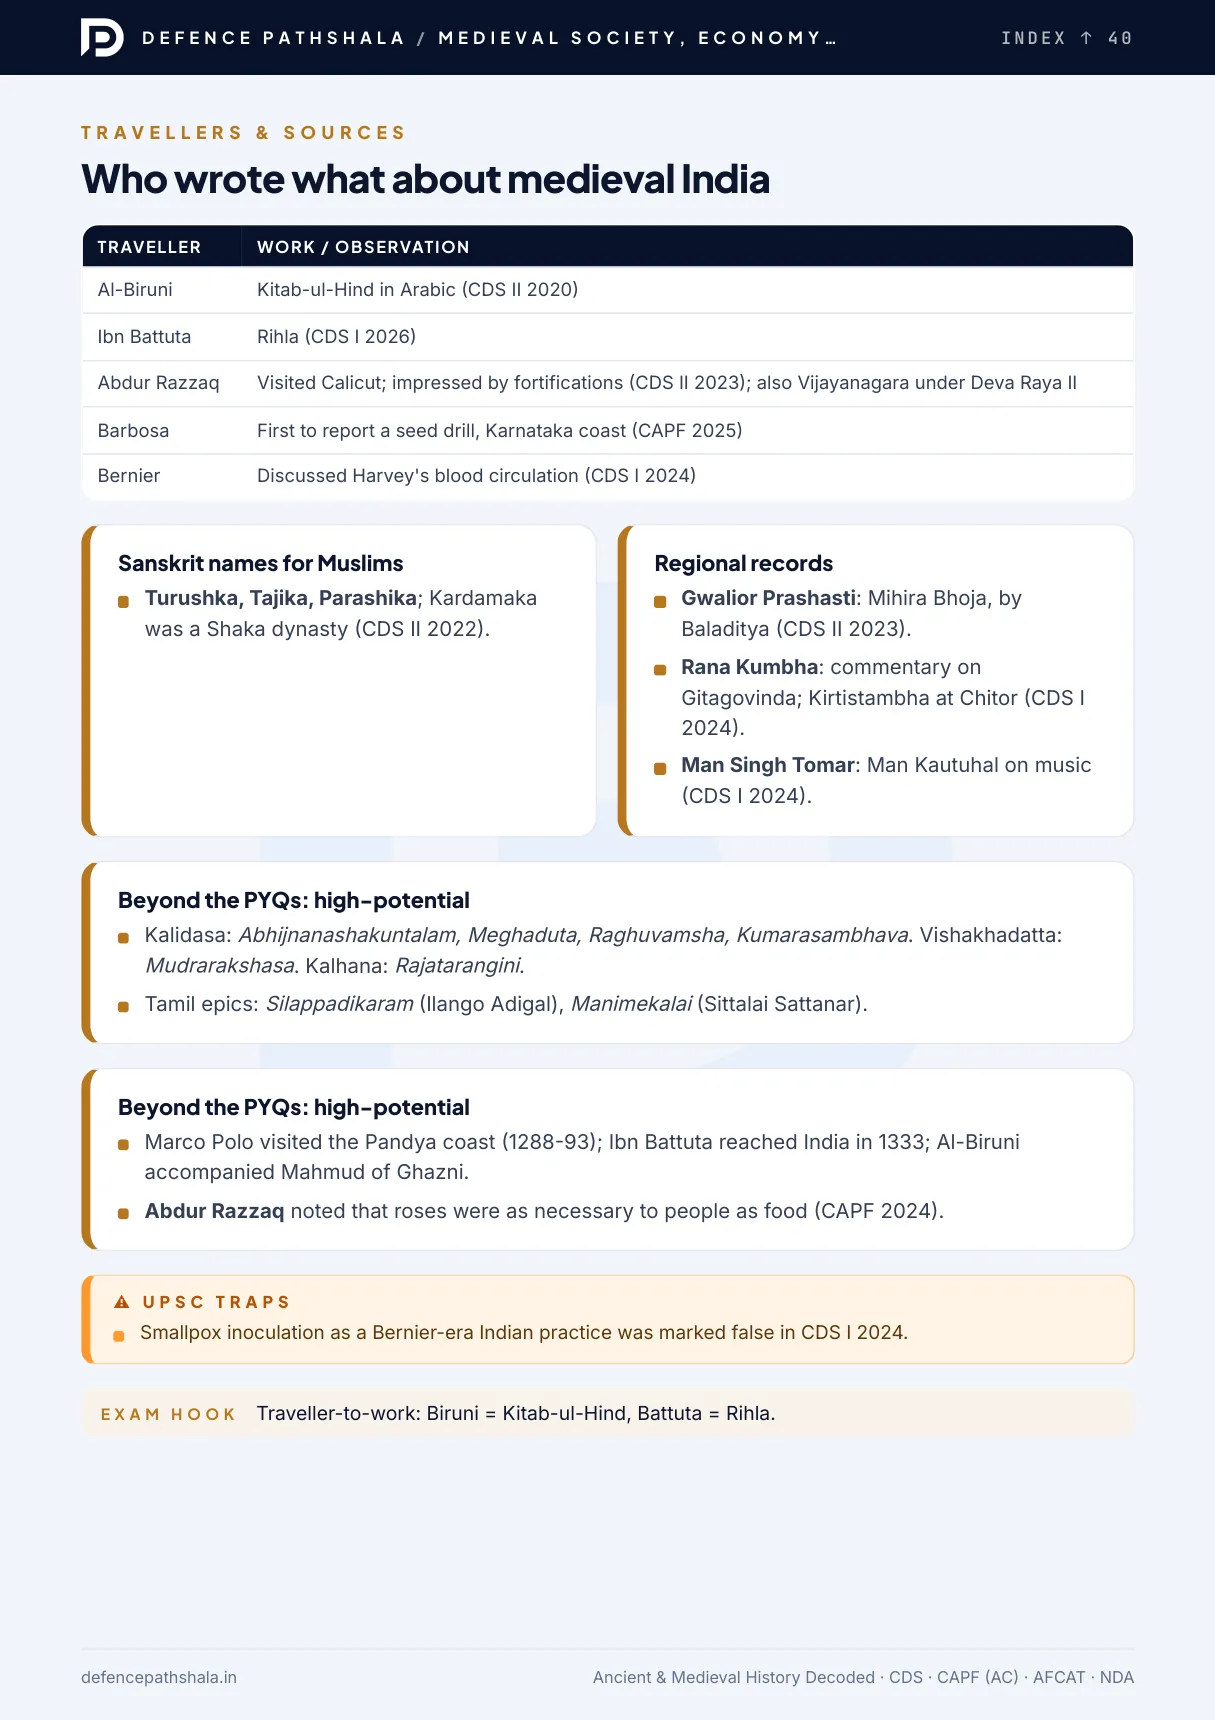 DEFENCE PATHSHALA / MEDIEVAL SOCIETY, ECONOMY…
INDEX ↑ 40
TRAVELLERS & SOURCES
Who wrote what about medieval India
TRAVELLER WORK / OBSERVATION
Al-Biruni Kitab-ul-Hind in Arabic (CDS II 2020)
Ibn Battuta Rihla (CDS I 2026)
Abdur Razzaq Visited Calicut; impressed by fortifications (CDS II 2023); also Vijayanagara under Deva Raya II
Barbosa First to report a seed drill, Karnataka coast (CAPF 2025)
Bernier Discussed Harvey's blood circulation (CDS I 2024)
Sanskrit names for Muslims
Turushka, Tajika, Parashika; Kardamaka
was a Shaka dynasty (CDS II 2022).
Regional records
Gwalior Prashasti: Mihira Bhoja, by
Baladitya (CDS II 2023).
Rana Kumbha: commentary on
Gitagovinda; Kirtistambha at Chitor (CDS I
2024).
Man Singh Tomar: Man Kautuhal on music
(CDS I 2024).
Beyond the PYQs: high-potential
Kalidasa: Abhijnanashakuntalam, Meghaduta, Raghuvamsha, Kumarasambhava. Vishakhadatta:
Mudrarakshasa. Kalhana: Rajatarangini.
Tamil epics: Silappadikaram (Ilango Adigal), Manimekalai (Sittalai Sattanar).
Beyond the PYQs: high-potential
Marco Polo visited the Pandya coast (1288-93); Ibn Battuta reached India in 1333; Al-Biruni
accompanied Mahmud of Ghazni.
Abdur Razzaq noted that roses were as necessary to people as food (CAPF 2024).
⚠ UPSC TRAPS
Smallpox inoculation as a Bernier-era Indian practice was marked false in CDS I 2024.
EXAM HOOK Traveller-to-work: Biruni = Kitab-ul-Hind, Battuta = Rihla.
defencepathshala.in
Ancient & Medieval History Decoded · CDS · CAPF (AC) · AFCAT · NDA